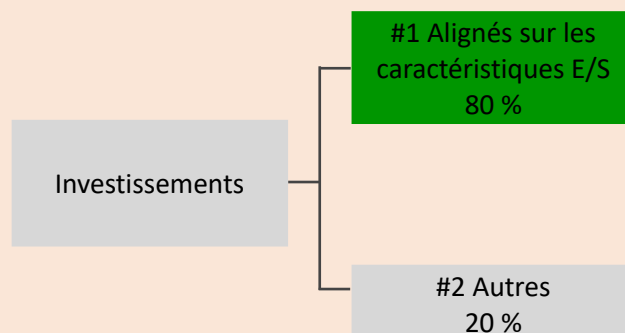 #1 Alignés sur les
caractéristiques E/S
80 %
Investissements
#2 Autres
20 %